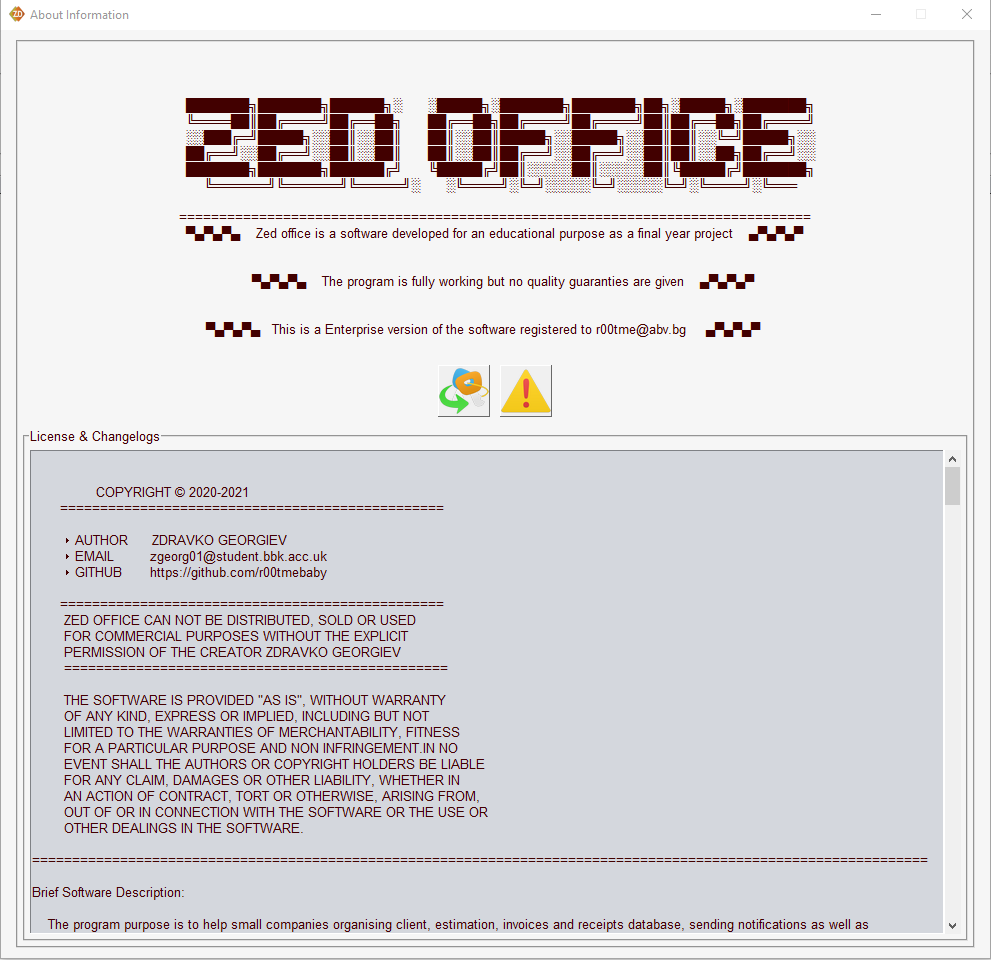 About Information
ZED OFFICE
===============================================================================
Zed office is a software developed for an educational purpose as a final year project
The program is fully working but no quality guaranties are given
This is a Enterprise version of the software registered to r00tme@abv.bg
License & Changelogs
COPYRIGHT © 2020-2021
================================================
‣ AUTHOR ZDRAVKO GEORGIEV
‣ EMAIL zgeorg01@student.bbk.acc.uk
‣ GITHUB https://github.com/r00tmebaby
================================================
ZED OFFICE CAN NOT BE DISTRIBUTED, SOLD OR USED
FOR COMMERCIAL PURPOSES WITHOUT THE EXPLICIT
PERMISSION OF THE CREATOR ZDRAVKO GEORGIEV
================================================
THE SOFTWARE IS PROVIDED "AS IS", WITHOUT WARRANTY
OF ANY KIND, EXPRESS OR IMPLIED, INCLUDING BUT NOT
LIMITED TO THE WARRANTIES OF MERCHANTABILITY, FITNESS
FOR A PARTICULAR PURPOSE AND NON INFRINGEMENT.IN NO
EVENT SHALL THE AUTHORS OR COPYRIGHT HOLDERS BE LIABLE
FOR ANY CLAIM, DAMAGES OR OTHER LIABILITY, WHETHER IN
AN ACTION OF CONTRACT, TORT OR OTHERWISE, ARISING FROM,
OUT OF OR IN CONNECTION WITH THE SOFTWARE OR THE USE OR
OTHER DEALINGS IN THE SOFTWARE.
================================================================================================================
Brief Software Description:
The program purpose is to help small companies organising client, estimation, invoices and receipts database, sending notifications as well as